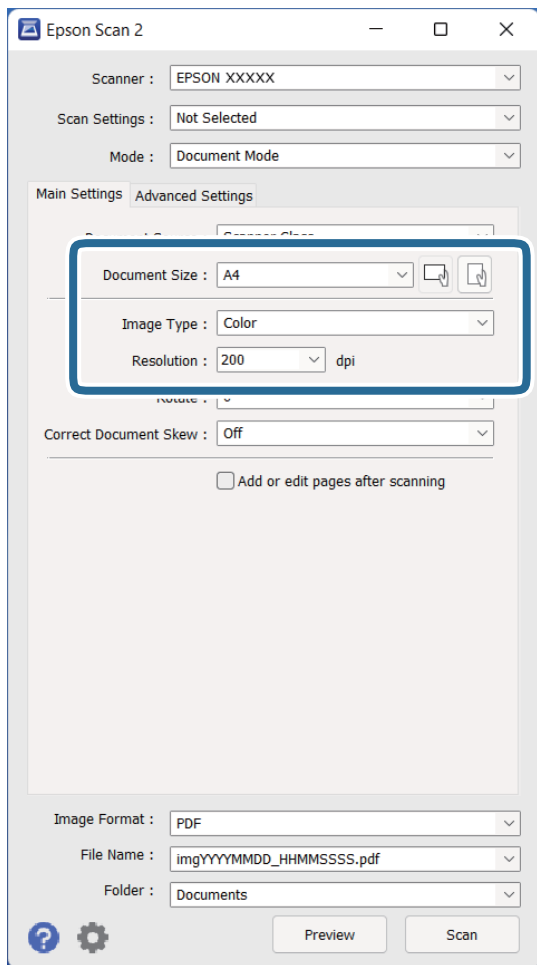 Epson Scan 2
Scanner : EPSON XXXXX
Scan Settings : Not Selected
Mode : Document Mode
Main Settings Advanced Settings
Document Size : A4
Image Type : Color
Resolution : 200 dpi
Correct Document Skew : Off
Add or edit pages after scanning
Image Format : PDF
File Name : imgYYYYMMDD_HHMMSSSS.pdf
Folder : Documents
? Preview Scan